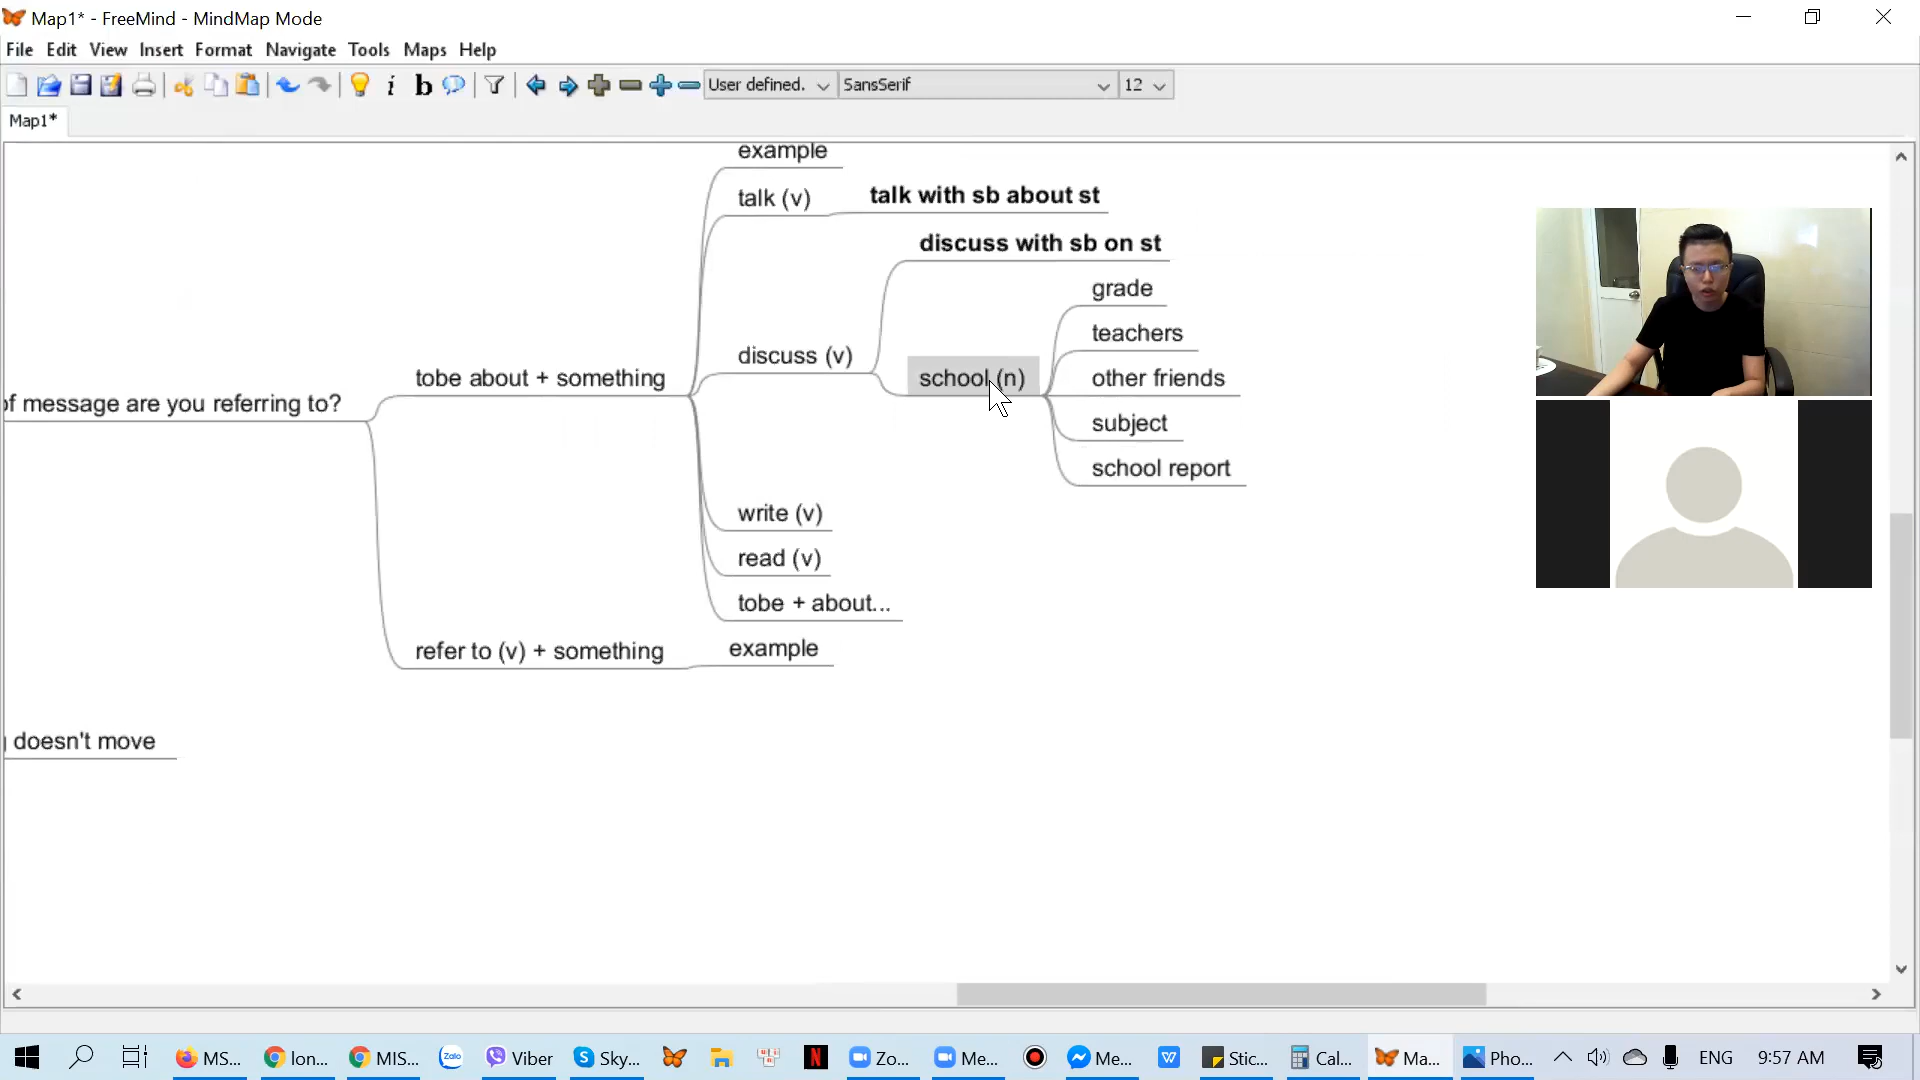 Map1* - FreeMind - MindMap Mode
File Edit View Insert Format Navigate Tools Maps Help
User defined. SansSerif 12
Map1*
example
talk (v)
talk with sb about st
discuss with sb on st
grade
teachers
discuss (v)
school (n)
other friends
tobe about + something
of message are you referring to?
subject
school report
write (v)
read (v)
tobe + about...
refer to (v) + something
example
doesn't move
MS... lon... MIS... Zalo Viber Sky... Zo... Me... Me... Stic... Cal... Ma... Pho... ENG 9:57 AM